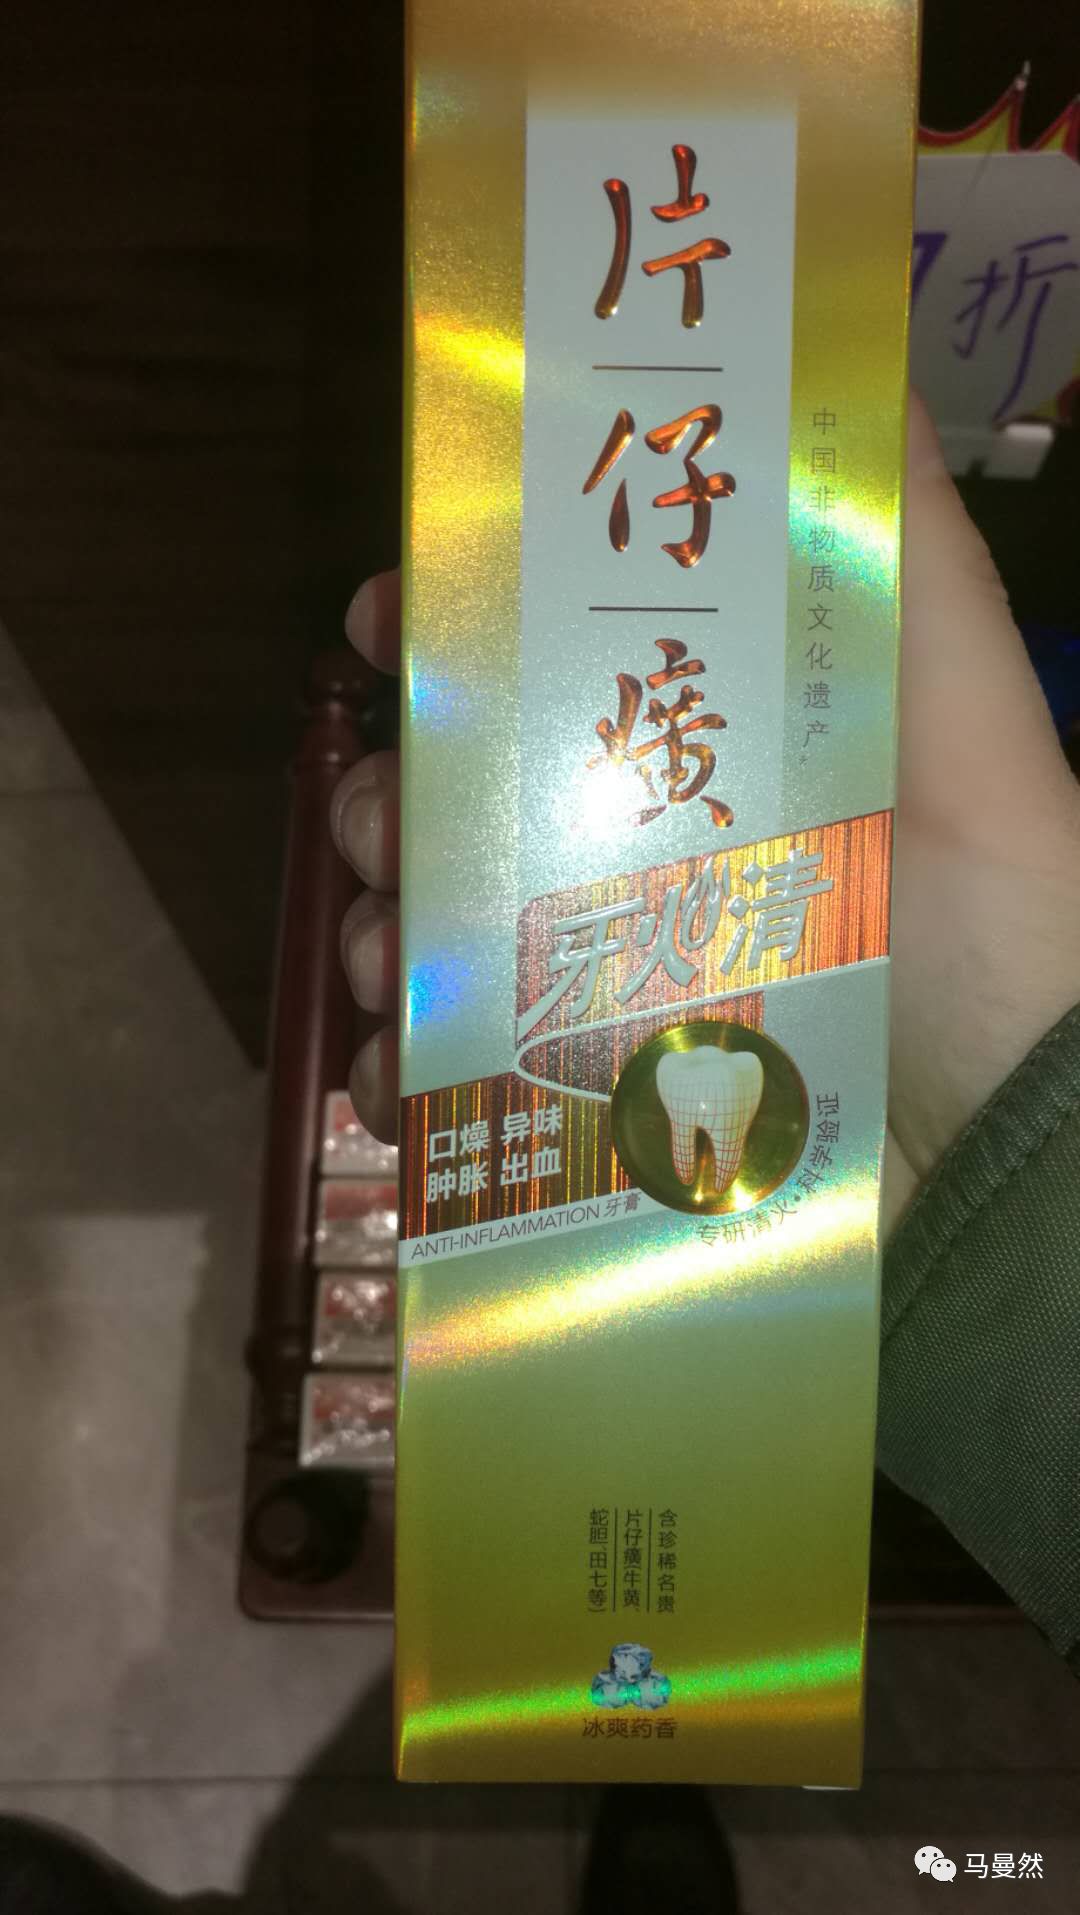 片仔癀
中国非物质文化遗产*
折
牙火清
口燥 异味
肿胀 出血
ANTI-INFLAMMATION 牙膏
专研清火·科学验证
含珍稀名贵
片仔癀(牛黄、
蛇胆、田七等)
冰爽药香
马曼然